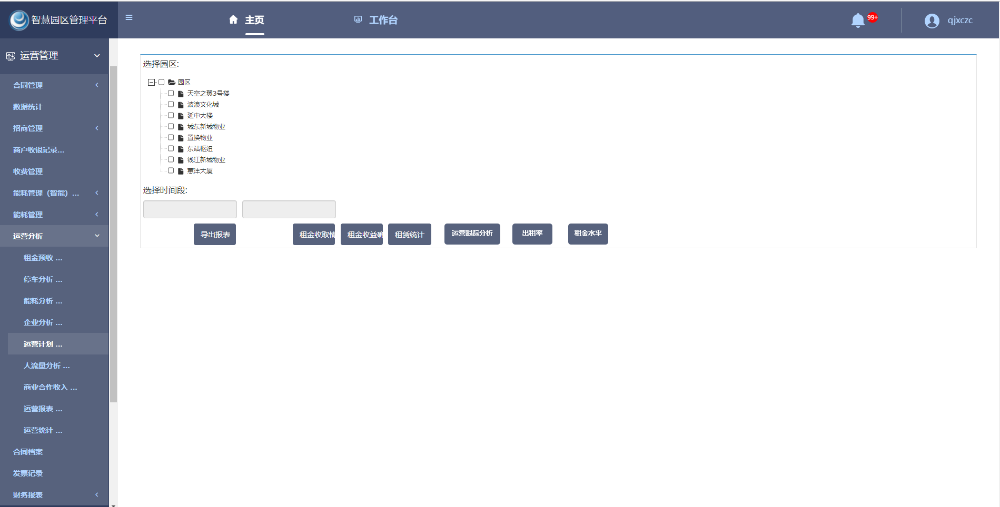 智慧园区管理平台
主页
工作台
99+
qjxczc
运营管理
合同管理
数据统计
招商管理
商户收银记录...
收费管理
能耗管理（智能）...
能耗管理
运营分析
租金预收 ...
停车分析 ...
能耗分析 ...
企业分析 ...
运营计划 ...
人流量分析 ...
商业合作收入 ...
运营报表 ...
运营统计 ...
合同档案
发票记录
财务报表
选择园区:
园区
天空之翼3号楼
波浪文化城
延中大楼
城东新城物业
置换物业
东站枢纽
钱江新城物业
蕙沣大厦
选择时间段:
导出报表
租金收取情
租金收益确
租赁统计
运营跟踪分析
出租率
租金水平